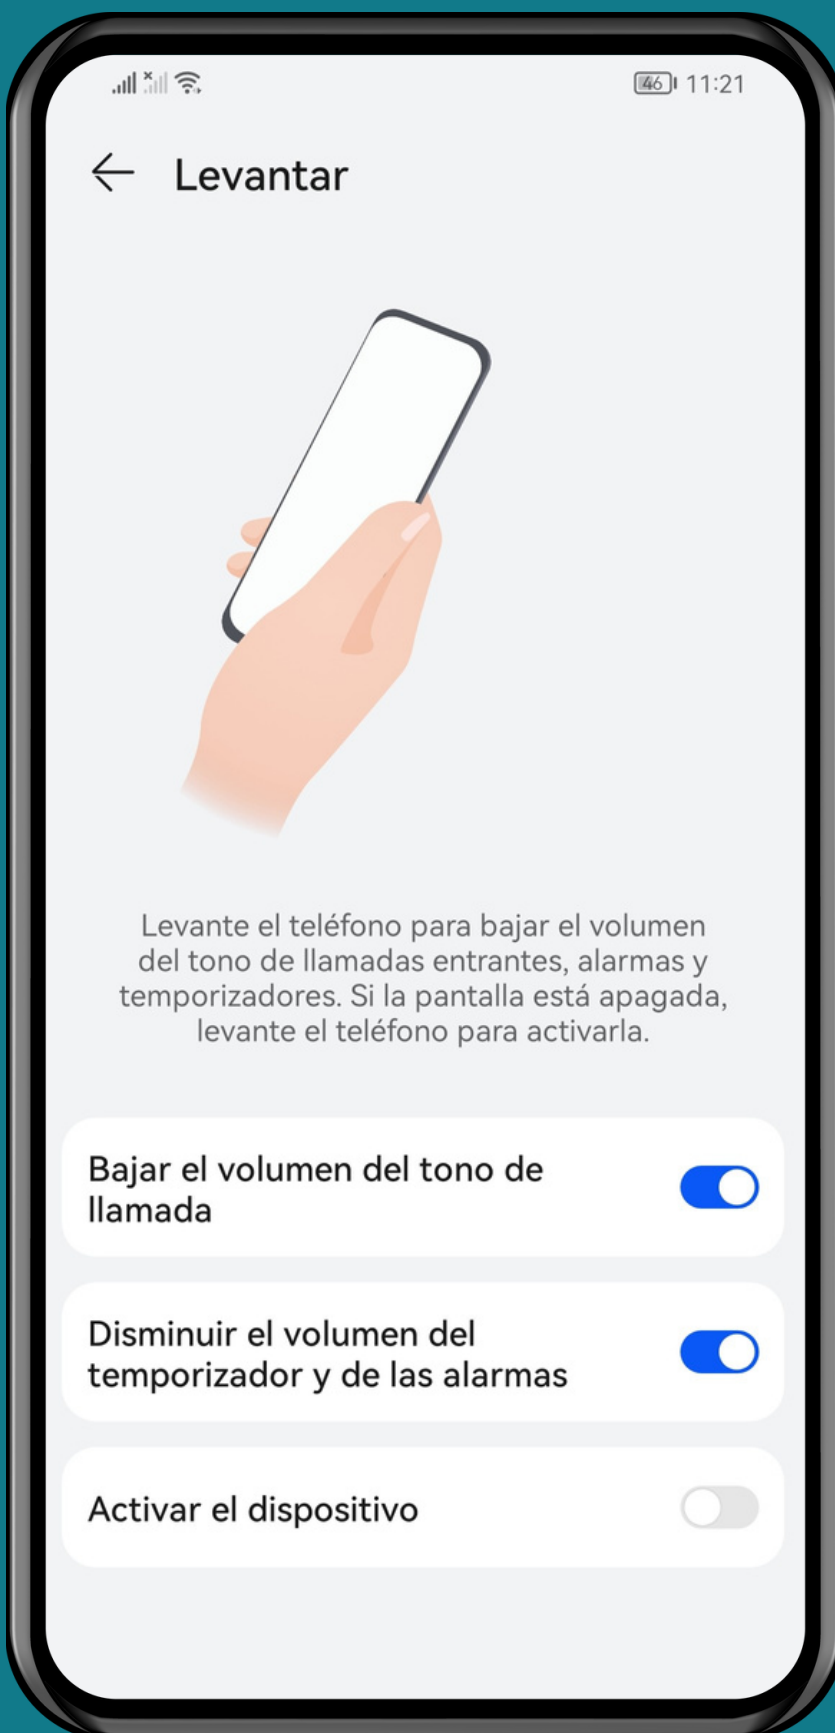 46 11:21
Levantar
Levante el teléfono para bajar el volumen
del tono de llamadas entrantes, alarmas y
temporizadores. Si la pantalla está apagada,
levante el teléfono para activarla.
Bajar el volumen del tono de
llamada
Disminuir el volumen del
temporizador y de las alarmas
Activar el dispositivo